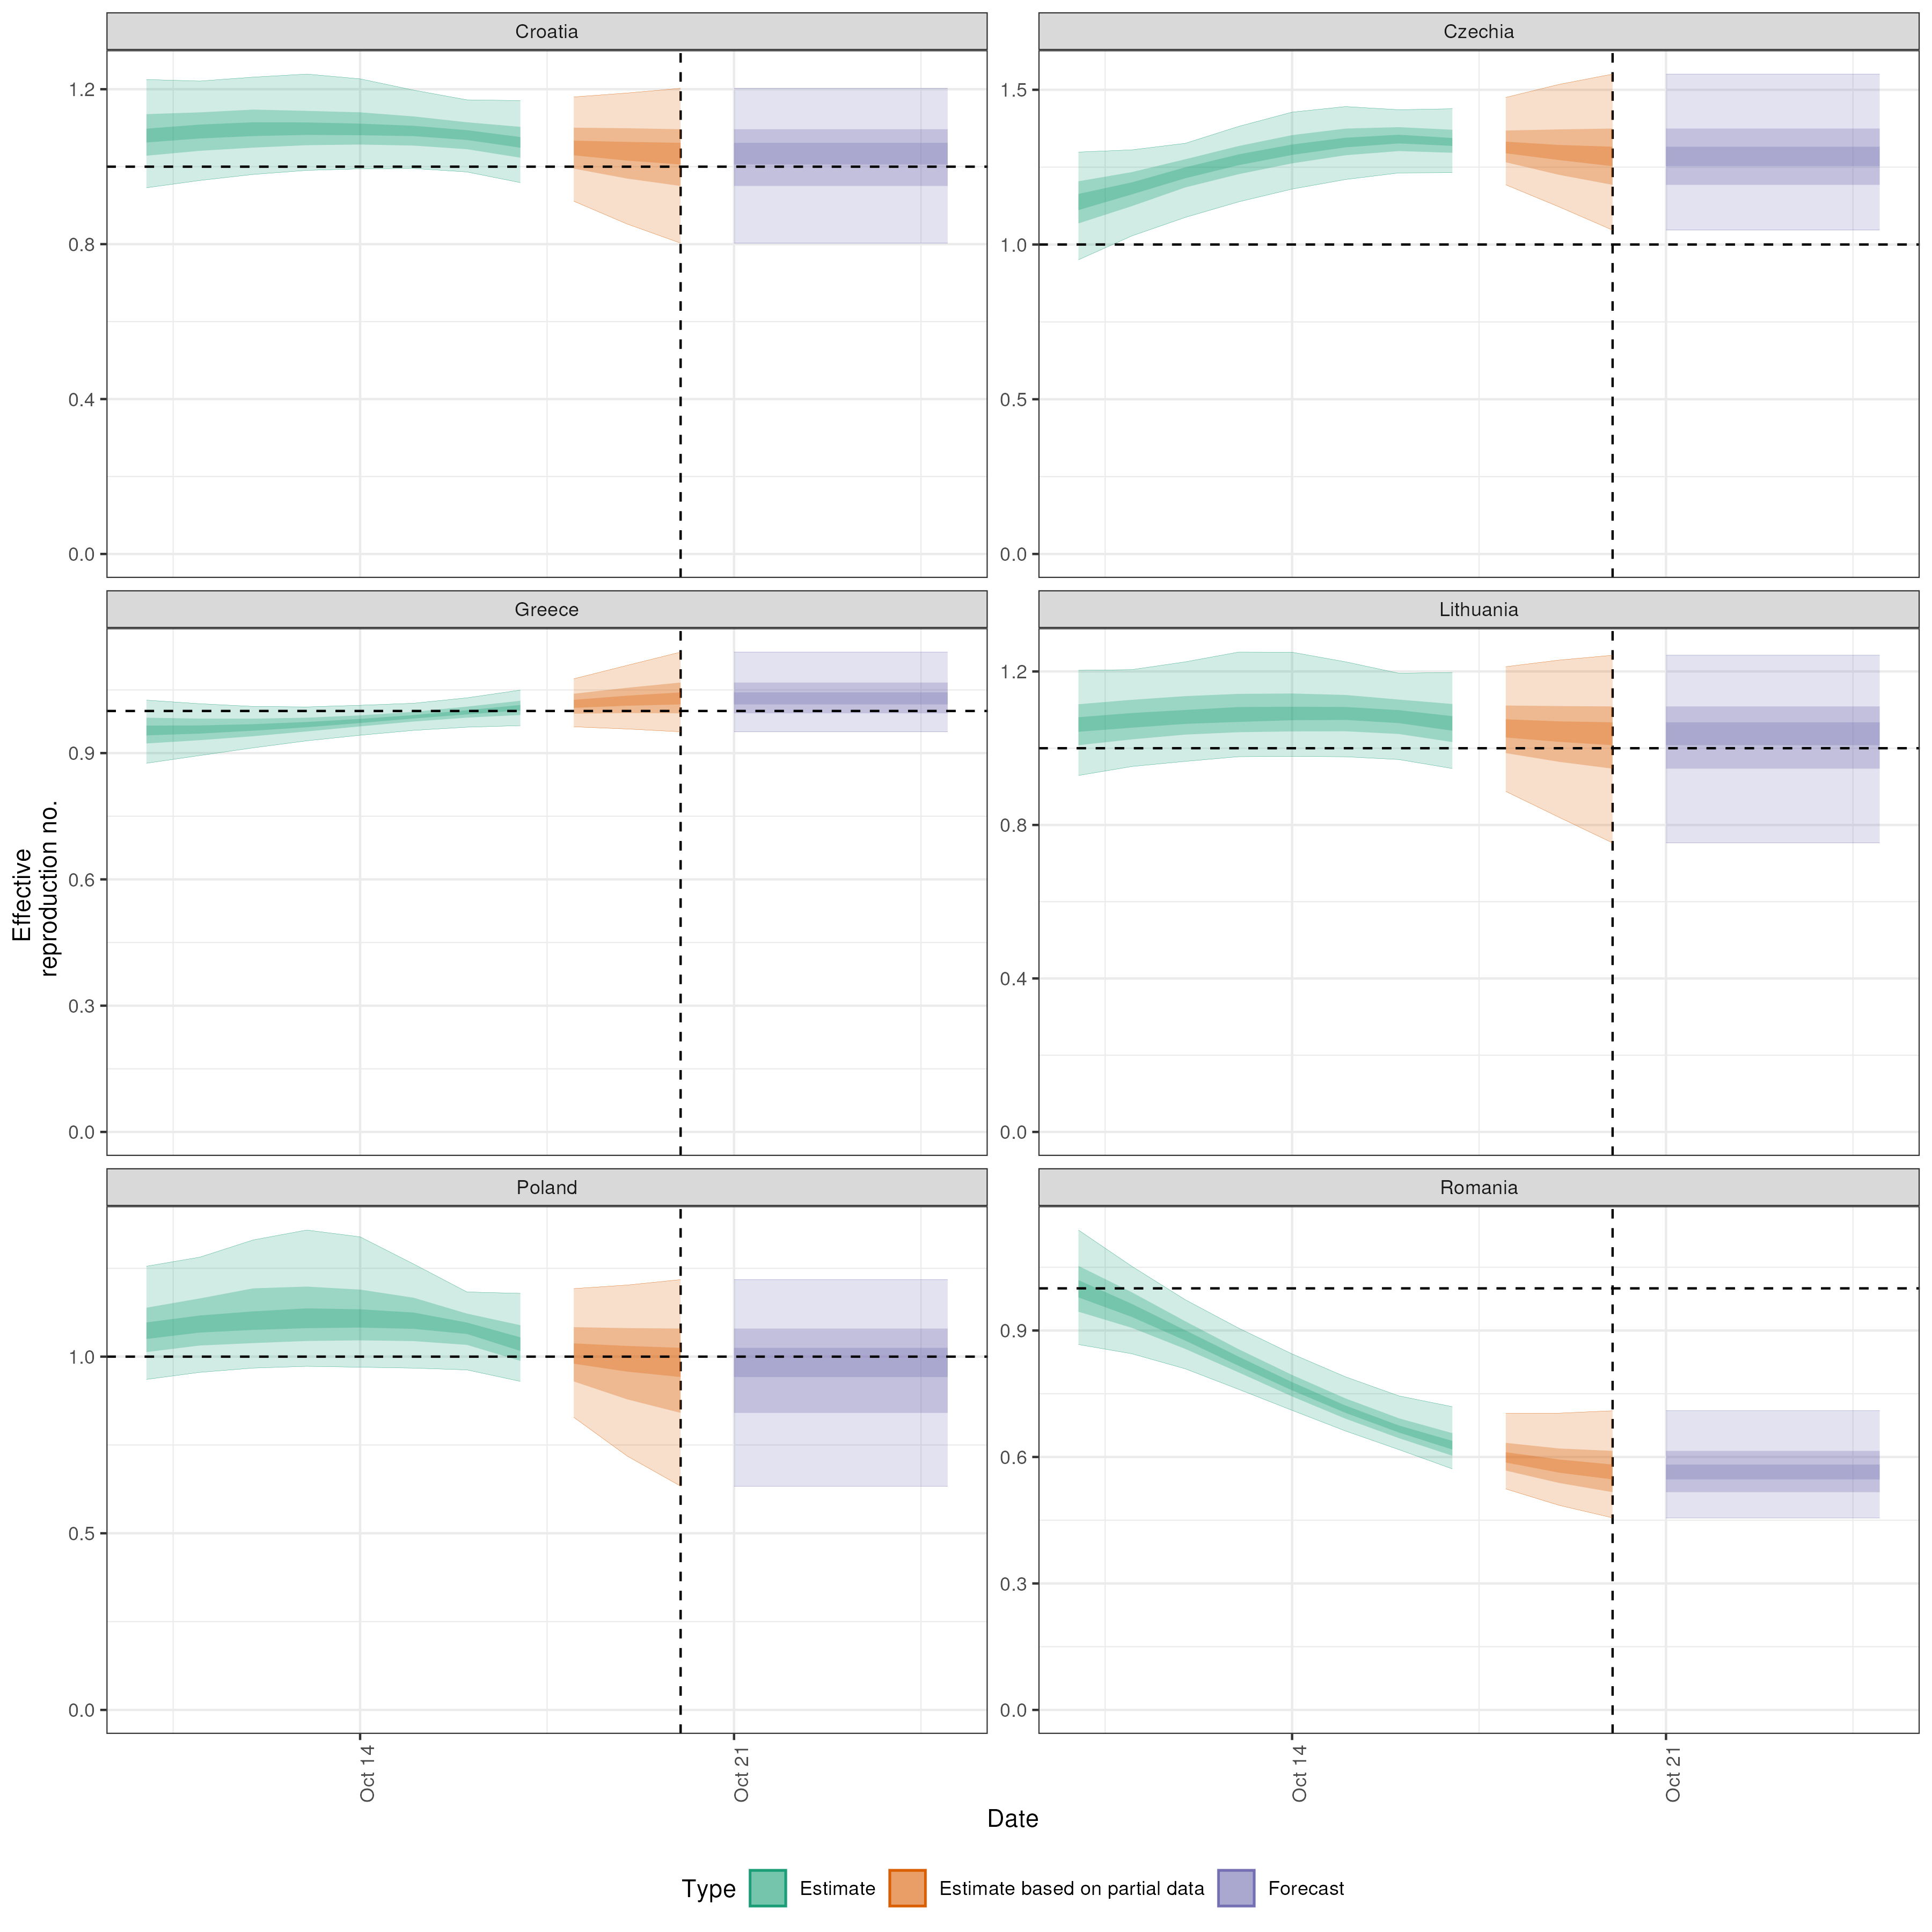 Croatia
Czechia
1.2
0.8
0.4
0.0
1.5
1.0
0.5
0.0
Greece
Lithuania
0.9
0.6
0.3
0.0
1.2
0.8
0.4
0.0
Effective
reproduction no.
Poland
Romania
1.0
0.5
0.0
0.9
0.6
0.3
0.0
Oct 14
Oct 21
Oct 14
Oct 21
Date
Type
Estimate
Estimate based on partial data
Forecast